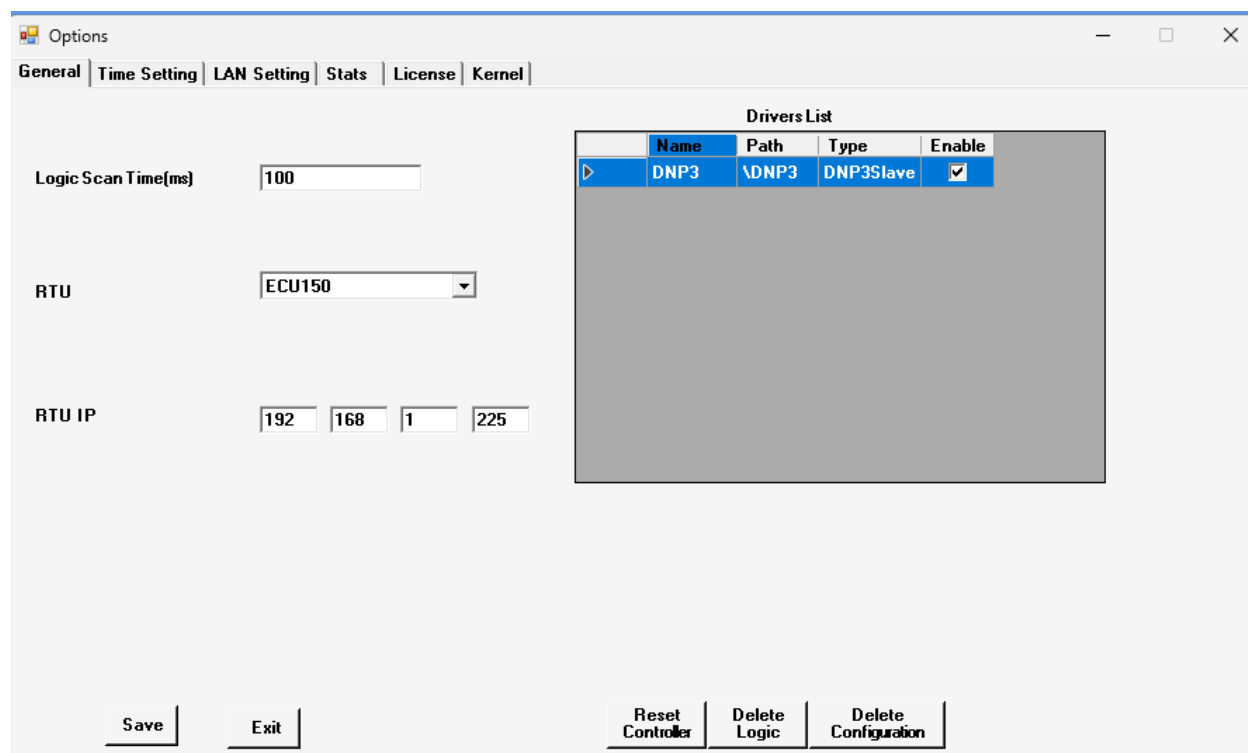 Options
General Time Setting LAN Setting Stats License Kernel
Drivers List
Name Path Type Enable
DNP3 \DNP3 DNP3Slave
Logic Scan Time(ms) 100
RTU ECU150
RTU IP 192 168 1 225
Save Exit
Reset Controller
Delete Logic
Delete Configuration